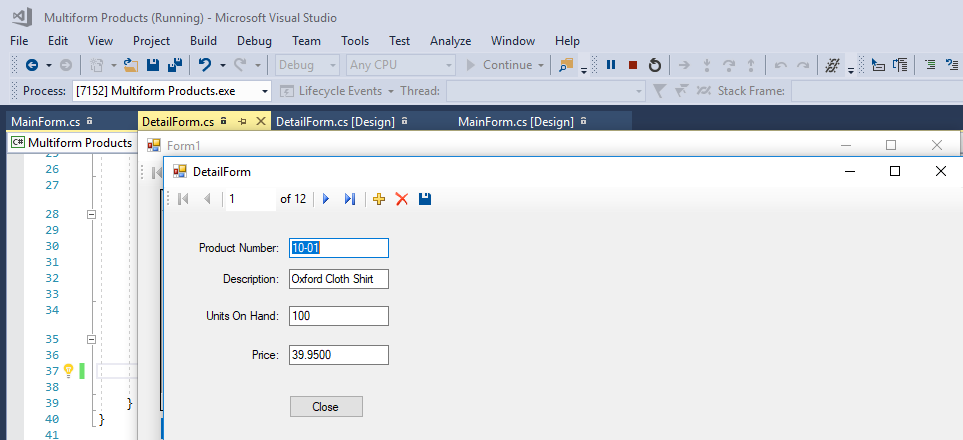 Multiform Products (Running) - Microsoft Visual Studio
File Edit View Project Build Debug Team Tools Test Analyze Window Help
Debug Any CPU Continue
Process: [7152] Multiform Products.exe Lifecycle Events Thread: Stack Frame:
MainForm.cs DetailForm.cs DetailForm.cs [Design] MainForm.cs [Design]
C# Multiform Products Form1
DetailForm
1 of 12
26
27
28
29
30
31
32
33
34
35
36
37
38
39 }
40 }
41
Product Number: 10-01
Description: Oxford Cloth Shirt
Units On Hand: 100
Price: 39.9500
Close